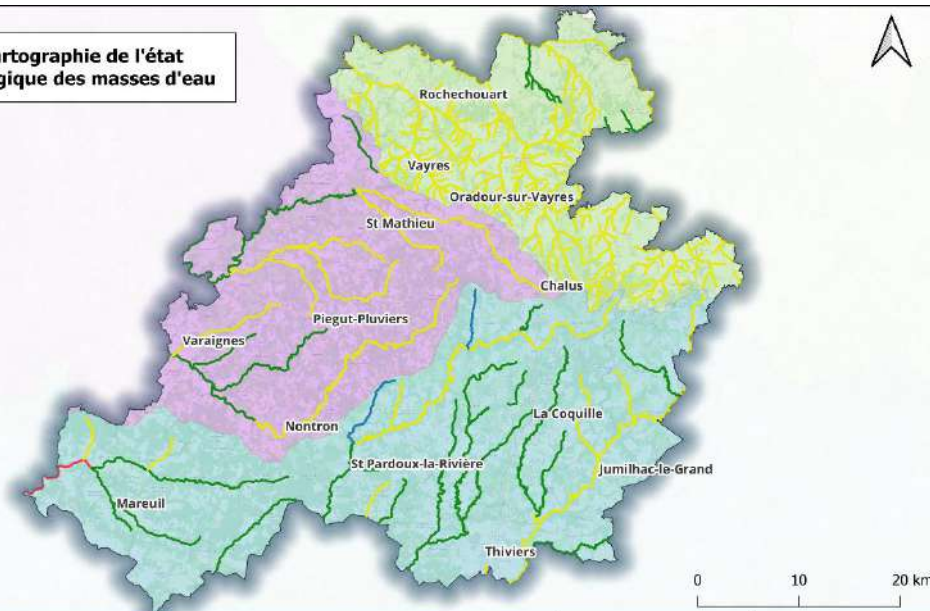 rtographie de l'état
gique des masses d'eau
Rochechouart
Vayres
Oradour-sur-Vayres
St Mathieu
Chalus
Piegut-Pluviers
Varaignes
La Coquille
Nontron
St Pardoux-la-Rivière
Jumilhac-le-Grand
Mareuil
Thiviers
0 10 20 km